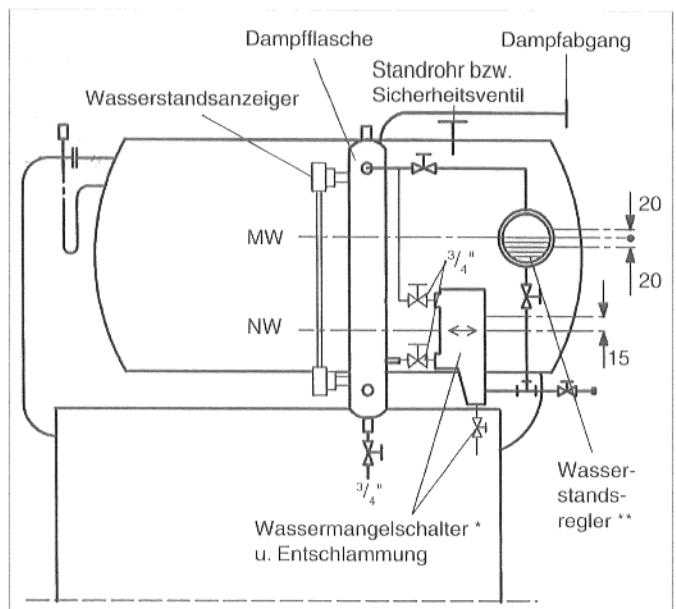 Dampfflasche
Dampfabgang
Standrohr bzw.
Sicherheitsventil
Wasserstandsanzeiger
20
MW
3/4"
20
NW
15
3/4"
Wasser-
stands-
regler **
Wassermangelschalter *
u. Entschlammung